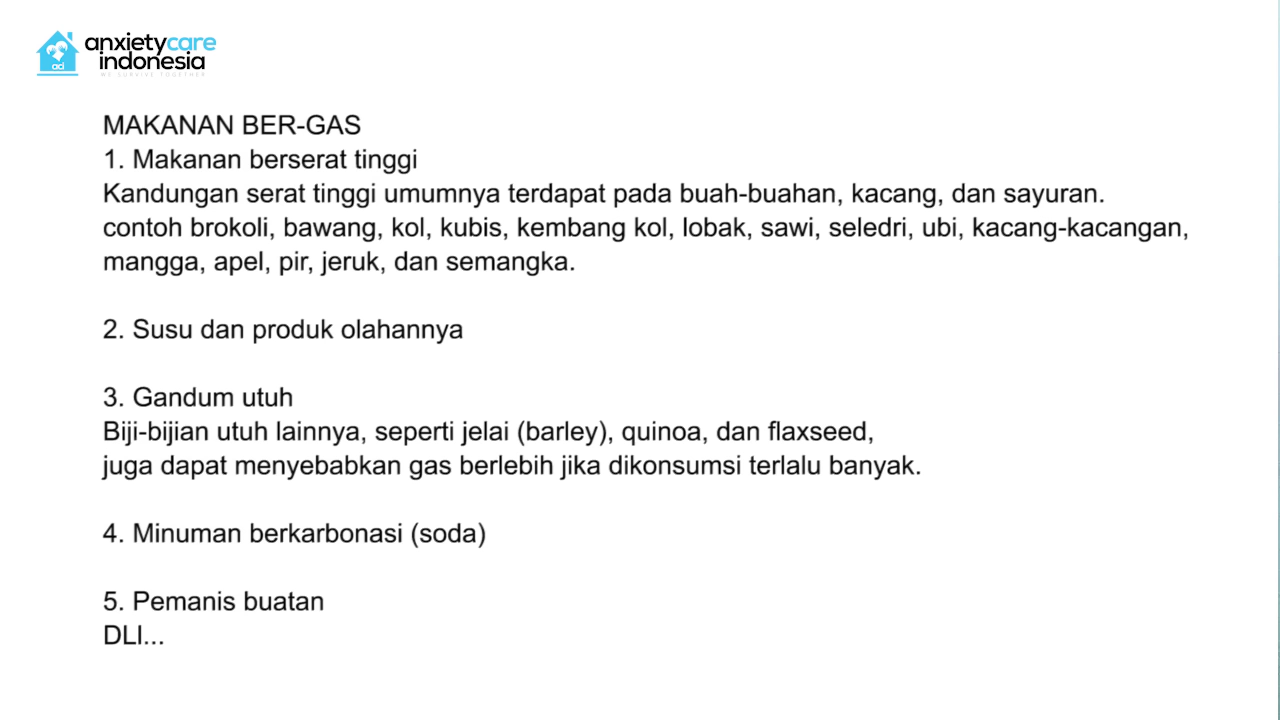 anxietycare
indonesia
WE SURVIVE TOGETHER
MAKANAN BER-GAS
1. Makanan berserat tinggi
Kandungan serat tinggi umumnya terdapat pada buah-buahan, kacang, dan sayuran.
contoh brokoli, bawang, kol, kubis, kembang kol, lobak, sawi, seledri, ubi, kacang-kacangan,
mangga, apel, pir, jeruk, dan semangka.
2. Susu dan produk olahannya
3. Gandum utuh
Biji-bijian utuh lainnya, seperti jelai (barley), quinoa, dan flaxseed,
juga dapat menyebabkan gas berlebih jika dikonsumsi terlalu banyak.
4. Minuman berkarbonasi (soda)
5. Pemanis buatan
DLl...